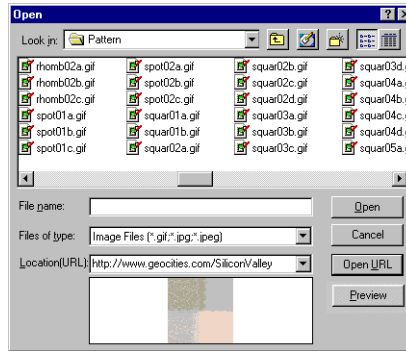 Open
Look in: Pattern
rhomb02a.gif spot02a.gif squar02b.gif squar03d.g
rhomb02b.gif spot02b.gif squar02c.gif squar04a.
rhomb02c.gif spot02c.gif squar02d.gif squar04b.
spot01a.gif squar01a.gif squar03a.gif squar04c.
spot01b.gif squar01b.gif squar03b.gif squar04d.
spot01c.gif squar02a.gif squar03c.gif squar05a.
File name: Open
Files of type: Image Files (*.gif;*.jpg;*.jpeg) Cancel
Location(URL): http://www.geocities.com/SiliconValley Open URL
Preview